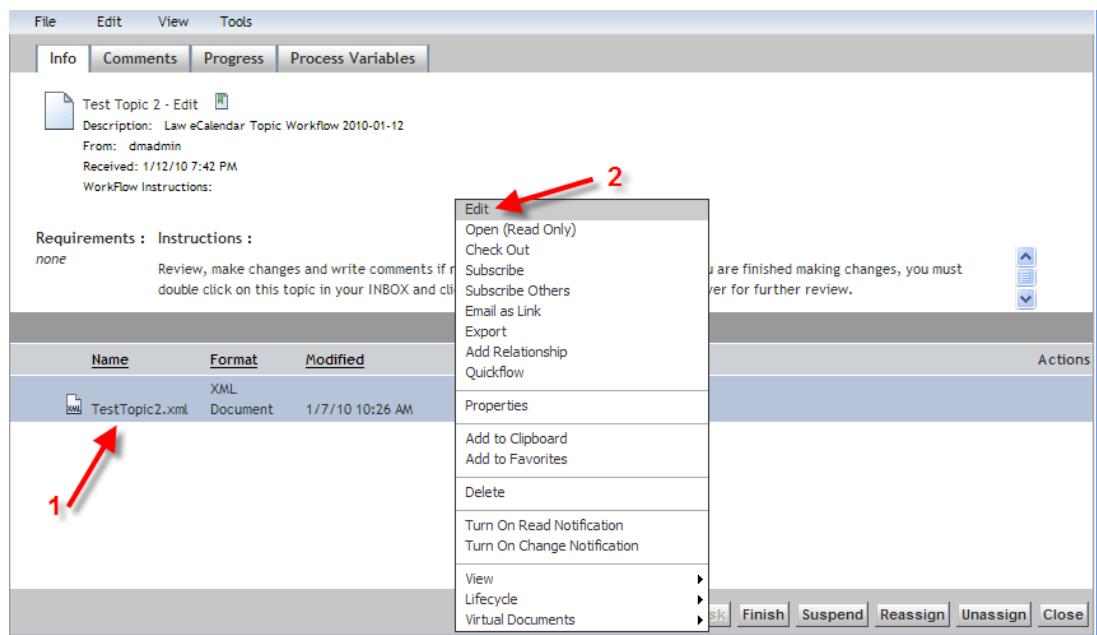 File Edit View Tools
Info Comments Progress Process Variables
Test Topic 2 - Edit
Description: Law eCalendar Topic Workflow 2010-01-12
From: dmadmin
Received: 1/12/10 7:42 PM
WorkFlow Instructions:
2
Requirements : Instructions :
none
Review, make changes and write comments if
are finished making changes, you must
double click on this topic in your INBOX and
for further review.
Edit
Open (Read Only)
Check Out
Subscribe
Subscribe Others
Email as Link
Export
Add Relationship
Quickflow
Properties
Add to Clipboard
Add to Favorites
Delete
Turn On Read Notification
Turn On Change Notification
View
Lifecycle
Virtual Documents
Name Format Modified Actions
XML
TestTopic2.xml Document 1/7/10 10:26 AM
1
Finish Suspend Reassign Unassign Close